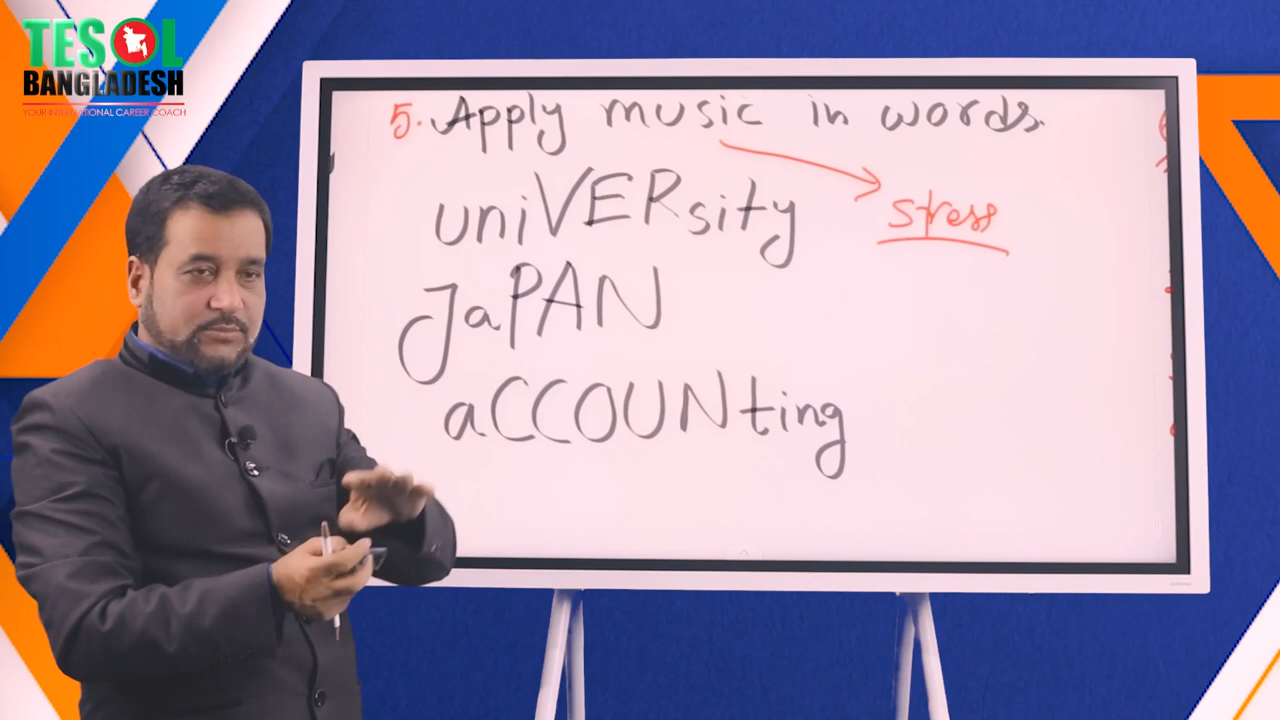 TESOL
BANGLADESH
YOUR INTERNATIONAL CAREER COACH
5. Apply music in words.
stress
uniVERsity
JaPAN
aCCOUNting